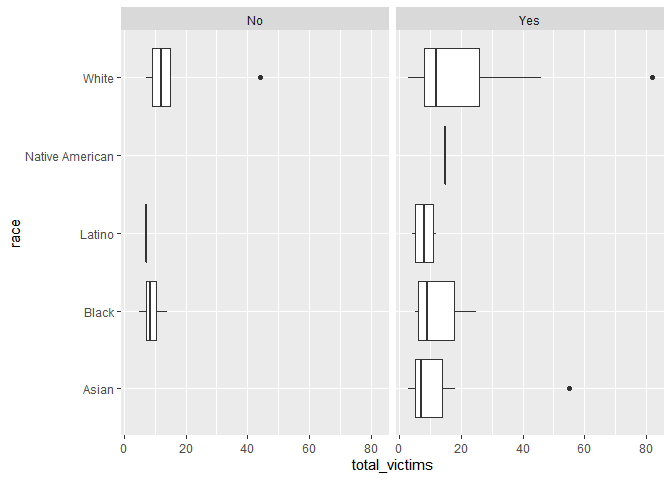 No Yes
White
Native American
Latino
Black
Asian
race
0 20 40 60 80 0 20 40 60 80
total_victims